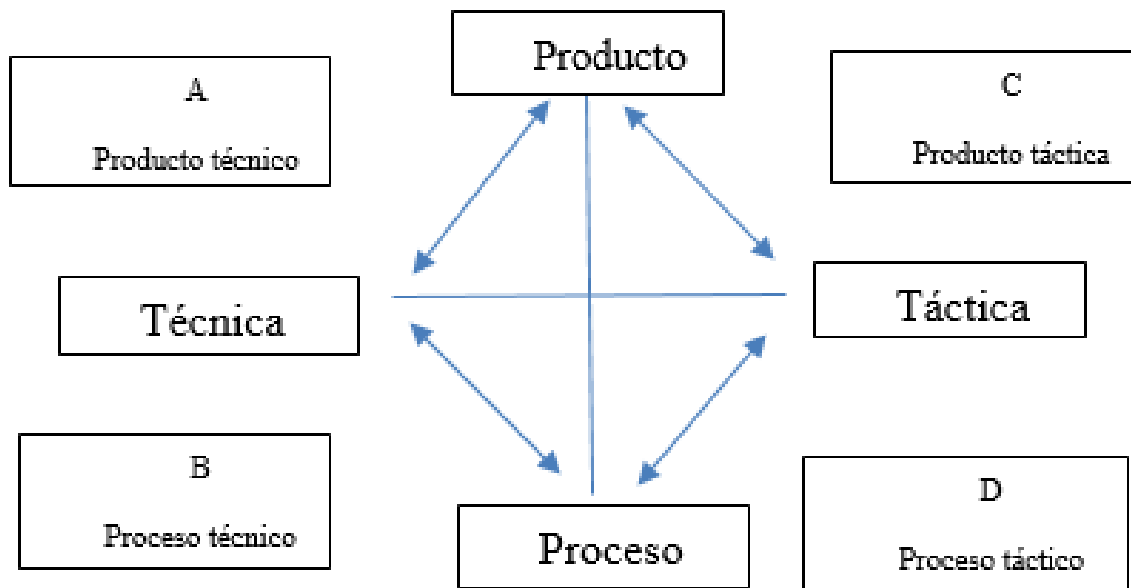 Producto
A
Producto técnico
C
Producto táctica
Técnica
Táctica
B
Proceso técnico
Proceso
D
Proceso táctico